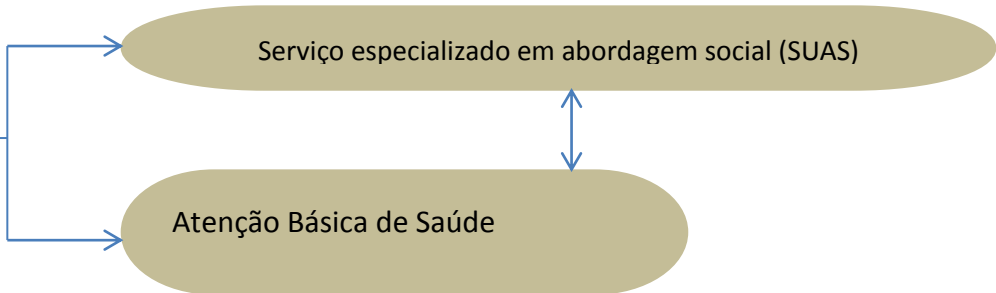 Serviço especializado em abordagem social (SUAS)
Atenção Básica de Saúde